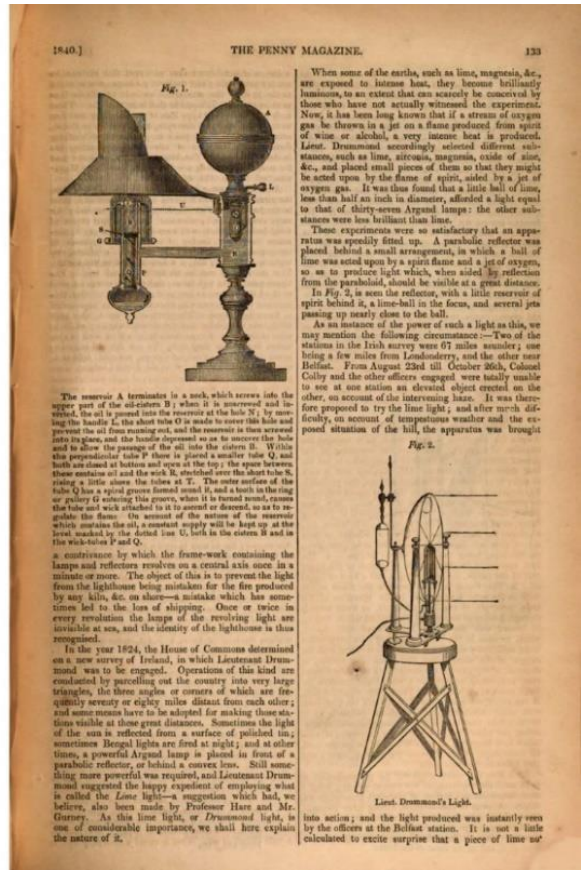 1840.]
THE PENNY MAGAZINE.
133
Fig. 1.
A
L
U
S
G
P
B
The reservoir A terminates in a neck, which screws into the
upper part of the oil-cistern B; when it is unscrewed and in-
verted, the oil is poured into the reservoir at the hole N; by mov-
ing the handle L, the short tube O is made to cover this hole and
prevent the oil from running out, and the reservoir is then screwed
into its place, and the handle depressed so as to uncover the hole
and to allow the passage of the oil into the cistern B. Within
the perpendicular tube P there is placed a smaller tube Q, and
both are closed at bottom and open at the top; the space between
these contains oil and the wick R, stretched over the short tube S,
rising a little above the tubes at T. The outer surface of the
tube Q has a spiral groove formed round it, and a tooth in the ring
or gallery G entering this groove, when it is turned round, causes
the tube and wick attached to it to ascend or descend, so as to re-
gulate the flame. On account of the nature of the reservoir
which contains the oil, a constant supply will be kept up at the
level marked by the dotted line U, both in the cistern B and in
the wick-tubes P and Q.
a contrivance by which the frame-work containing the
lamps and reflectors revolves on a central axis once in a
minute or more. The object of this is to prevent the light
from the lighthouse being mistaken for the fire produced
by any kiln, &c. on shore—a mistake which has some-
times led to the loss of shipping. Once or twice in
every revolution the lamps of the revolving light are
invisible at sea, and the identity of the lighthouse is thus
recognised.
In the year 1824, the House of Commons determined
on a new survey of Ireland, in which Lieutenant Drum-
mond was to be engaged. Operations of this kind are
conducted by parcelling out the country into very large
triangles, the three angles or corners of which are fre-
quently seventy or eighty miles distant from each other;
and some means have to be adopted for making those sta-
tions visible at these great distances. Sometimes the light
of the sun is reflected from a surface of polished tin;
sometimes Bengal lights are fired at night; and at other
times, a powerful Argand lamp is placed in front of a
parabolic reflector, or behind a convex lens. Still some-
thing more powerful was required, and Lieutenant Drum-
mond suggested the happy expedient of employing what
is called the Lime light—a suggestion which had, we
believe, also been made by Professor Hare and Mr.
Gurney. As this lime light, or Drummond light, is
one of considerable importance, we shall here explain
the nature of it.
When some of the earths, such as lime, magnesia, &c.,
are exposed to intense heat, they become brilliantly
luminous, to an extent that can scarcely be conceived by
those who have not actually witnessed the experiment.
Now, it has been long known that if a stream of oxygen
gas be thrown in a jet on a flame produced from spirit
of wine or alcohol, a very intense heat is produced.
Lieut. Drummond accordingly selected different sub-
stances, such as lime, zirconia, magnesia, oxide of zinc,
&c., and placed small pieces of them so that they might
be acted upon by the flame of spirit, aided by a jet of
oxygen gas. It was thus found that a little ball of lime,
less than half an inch in diameter, afforded a light equal
to that of thirty-seven Argand lamps: the other sub-
stances were less brilliant than lime.
These experiments were so satisfactory that an appa-
ratus was speedily fitted up. A parabolic reflector was
placed behind a small arrangement, in which a ball of
lime was acted upon by a spirit flame and a jet of oxygen,
so as to produce light which, when aided by reflection
from the paraboloid, should be visible at a great distance.
In Fig. 2, is seen the reflector, with a little reservoir of
spirit behind it, a lime-ball in the focus, and several jets
passing up nearly close to the ball.
As an instance of the power of such a light as this, we
may mention the following circumstance:—Two of the
stations in the Irish survey were 67 miles asunder; one
being a few miles from Londonderry, and the other near
Belfast. From August 23rd till October 26th, Colonel
Colby and the other officers engaged were totally unable
to see at one station an elevated object erected on the
other, on account of the intervening haze. It was there-
fore proposed to try the lime light; and after much dif-
ficulty, on account of tempestuous weather and the ex-
posed situation of the hill, the apparatus was brought
Fig. 2.
Lieut. Drummond's Light.
into action; and the light produced was instantly seen
by the officers at the Belfast station. It is not a little
calculated to excite surprise that a piece of lime no